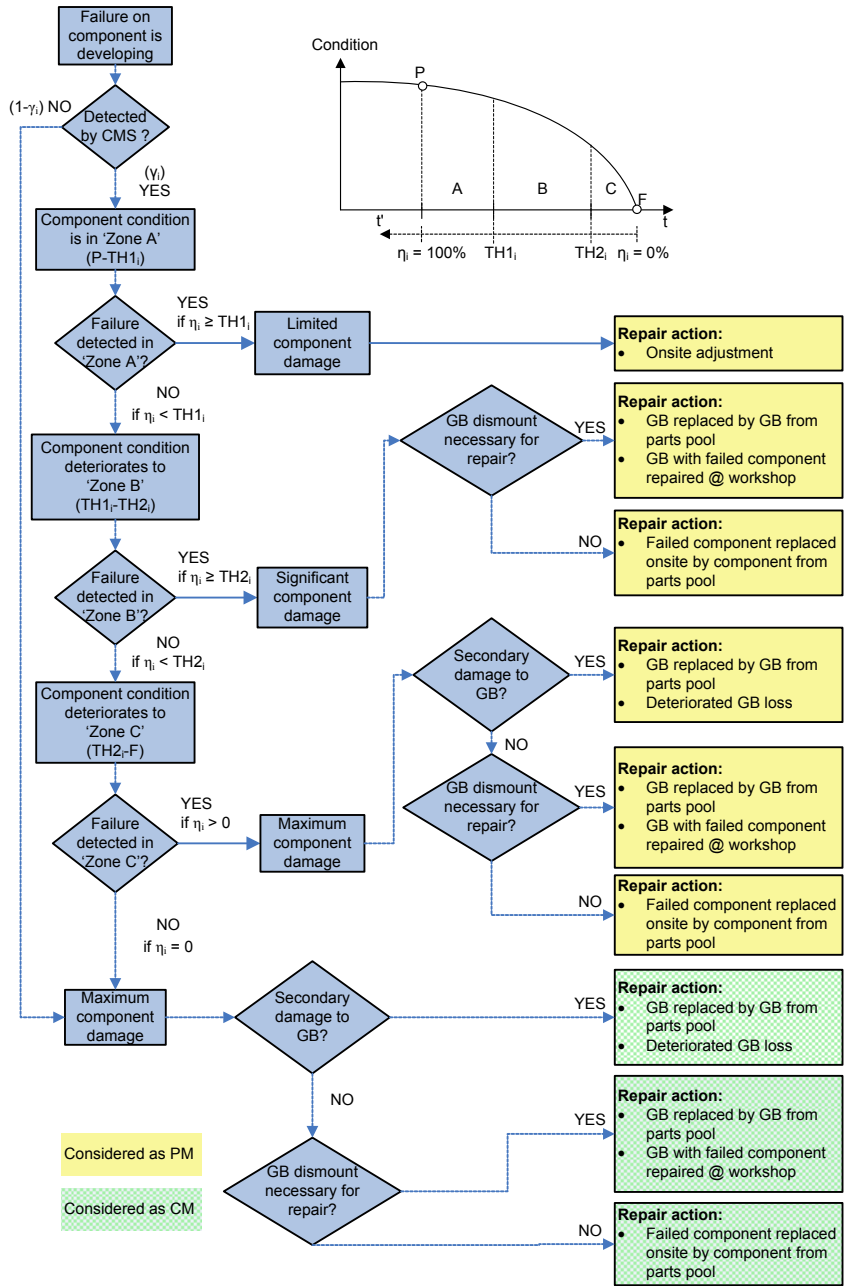 Failure on
component is
developing
(1-γᵢ) NO
Detected
by CMS ?
(γᵢ)
YES
Component condition
is in 'Zone A'
(P-TH1ᵢ)
Condition
P
A
B
C
F
t'
t
ηᵢ = 100%
TH1ᵢ
TH2ᵢ
ηᵢ = 0%
Failure
detected in
'Zone A'?
YES
if ηᵢ ≥ TH1ᵢ
Limited
component
damage
Repair action:
• Onsite adjustment
NO
if ηᵢ < TH1ᵢ
Component condition
deteriorates to
'Zone B'
(TH1ᵢ-TH2ᵢ)
GB dismount
necessary for
repair?
YES
Repair action:
• GB replaced by GB from
parts pool
• GB with failed component
repaired @ workshop
NO
Repair action:
• Failed component replaced
onsite by component from
parts pool
Failure
detected in
'Zone B'?
YES
if ηᵢ ≥ TH2ᵢ
Significant
component
damage
NO
if ηᵢ < TH2ᵢ
Component condition
deteriorates to
'Zone C'
(TH2ᵢ-F)
Secondary
damage to
GB?
YES
Repair action:
• GB replaced by GB from
parts pool
• Deteriorated GB loss
NO
GB dismount
necessary for
repair?
YES
Repair action:
• GB replaced by GB from
parts pool
• GB with failed component
repaired @ workshop
NO
Repair action:
• Failed component replaced
onsite by component from
parts pool
Failure
detected in
'Zone C'?
YES
if ηᵢ > 0
Maximum
component
damage
NO
if ηᵢ = 0
Maximum
component
damage
Secondary
damage to
GB?
YES
Repair action:
• GB replaced by GB from
parts pool
• Deteriorated GB loss
NO
GB dismount
necessary for
repair?
YES
Repair action:
• GB replaced by GB from
parts pool
• GB with failed component
repaired @ workshop
NO
Repair action:
• Failed component replaced
onsite by component from
parts pool
Considered as PM
Considered as CM